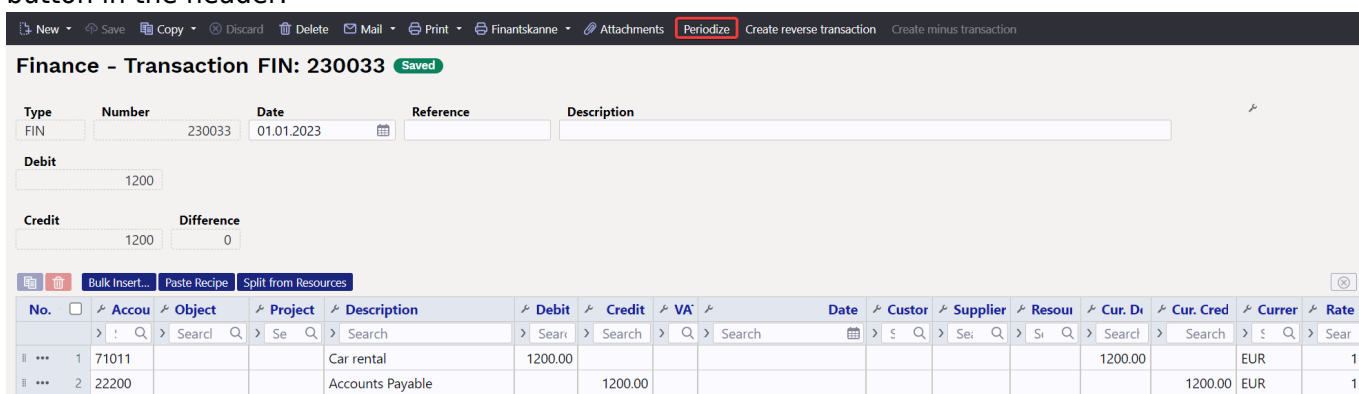 button in the header.
New Save Copy Discard Delete Mail Print Finantskanne Attachments Periodize Create reverse transaction Create minus transaction
Finance - Transaction FIN: 230033 Saved
Type Number Date Reference Description
FIN 230033 01.01.2023
Debit
1200
Credit Difference
1200 0
Bulk Insert... Paste Recipe Split from Resources
No. Accou Object Project Description Debit Credit VAT Date Custor Supplier Resour Cur. De Cur. Cred Currer Rate
Searcl Se Search Searc Search Search Sea Search Search Sear
1 71011 Car rental 1200.00 1200.00 EUR 1
2 22200 Accounts Payable 1200.00 1200.00 EUR 1